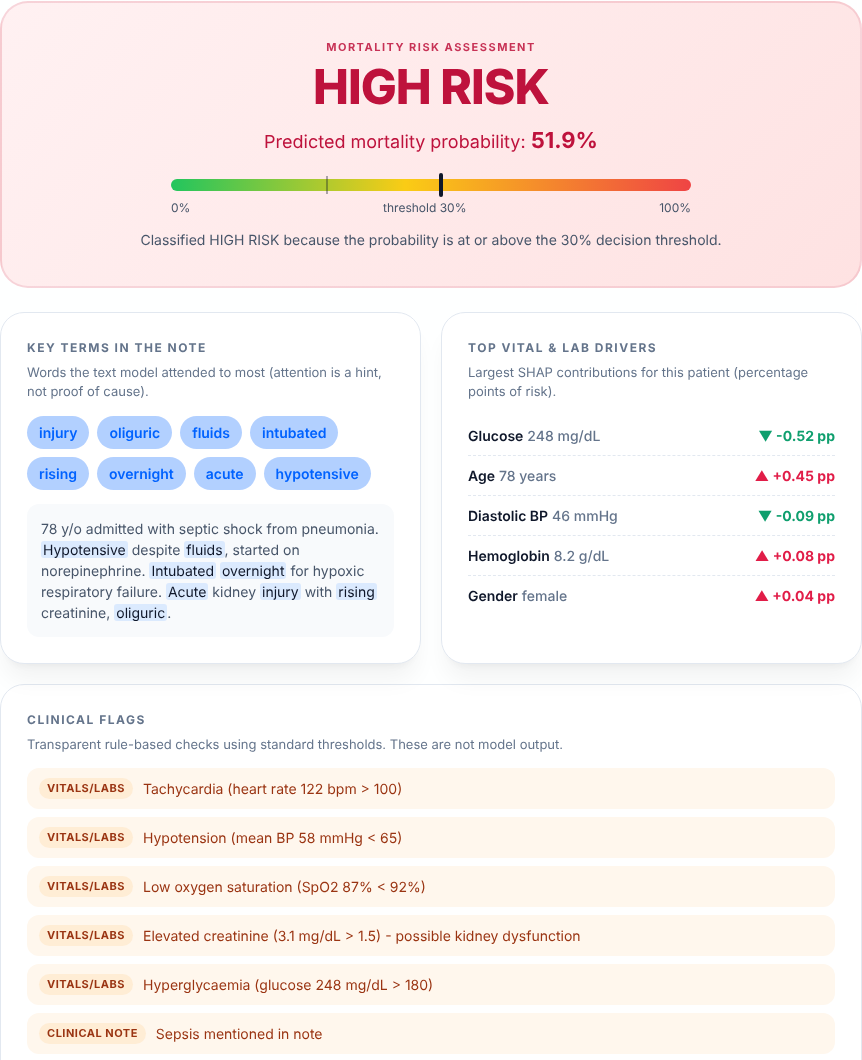 MORTALITY RISK ASSESSMENT
HIGH RISK
Predicted mortality probability: 51.9%
0% threshold 30% 100%
Classified HIGH RISK because the probability is at or above the 30% decision threshold.
KEY TERMS IN THE NOTE
Words the text model attended to most (attention is a hint,
not proof of cause).
injury oliguric fluids intubated
rising overnight acute hypotensive
78 y/o admitted with septic shock from pneumonia.
Hypotensive despite fluids, started on
norepinephrine. Intubated overnight for hypoxic
respiratory failure. Acute kidney injury with rising
creatinine, oliguric.
TOP VITAL & LAB DRIVERS
Largest SHAP contributions for this patient (percentage
points of risk).
Glucose 248 mg/dL ▼ -0.52 pp
Age 78 years ▲ +0.45 pp
Diastolic BP 46 mmHg ▼ -0.09 pp
Hemoglobin 8.2 g/dL ▲ +0.08 pp
Gender female ▲ +0.04 pp
CLINICAL FLAGS
Transparent rule-based checks using standard thresholds. These are not model output.
VITALS/LABS Tachycardia (heart rate 122 bpm > 100)
VITALS/LABS Hypotension (mean BP 58 mmHg < 65)
VITALS/LABS Low oxygen saturation (SpO2 87% < 92%)
VITALS/LABS Elevated creatinine (3.1 mg/dL > 1.5) - possible kidney dysfunction
VITALS/LABS Hyperglycaemia (glucose 248 mg/dL > 180)
CLINICAL NOTE Sepsis mentioned in note